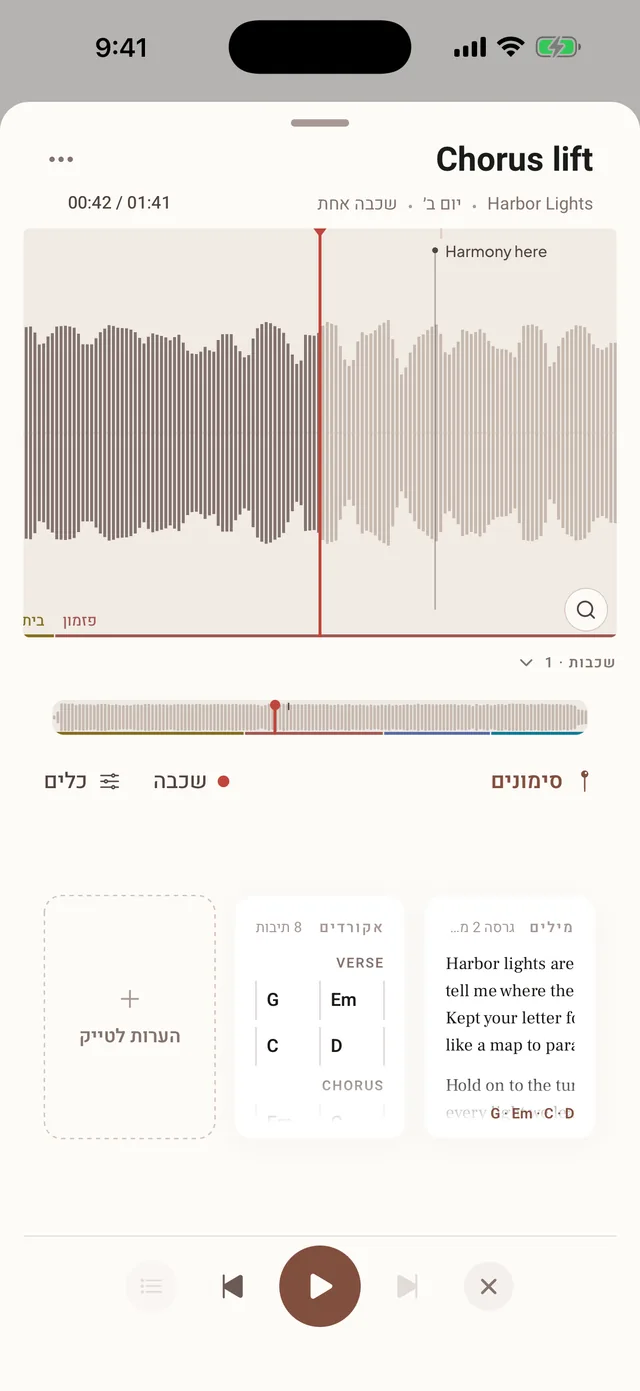 9:41
Chorus lift
Harbor Lights · יום ב׳ · שכבה אחת
00:42 / 01:41
Harmony here
בית
פזמון
שכבות · 1
סימונים
שכבה
כלים
מילים גרסה 2 מ...
Harbor lights are
tell me where the
Kept your letter
like a map to
Hold on to the
every
G · Em · C · D
אקורדים 8 תיבות
VERSE
G Em
C D
CHORUS
Em C
הערות לטייק